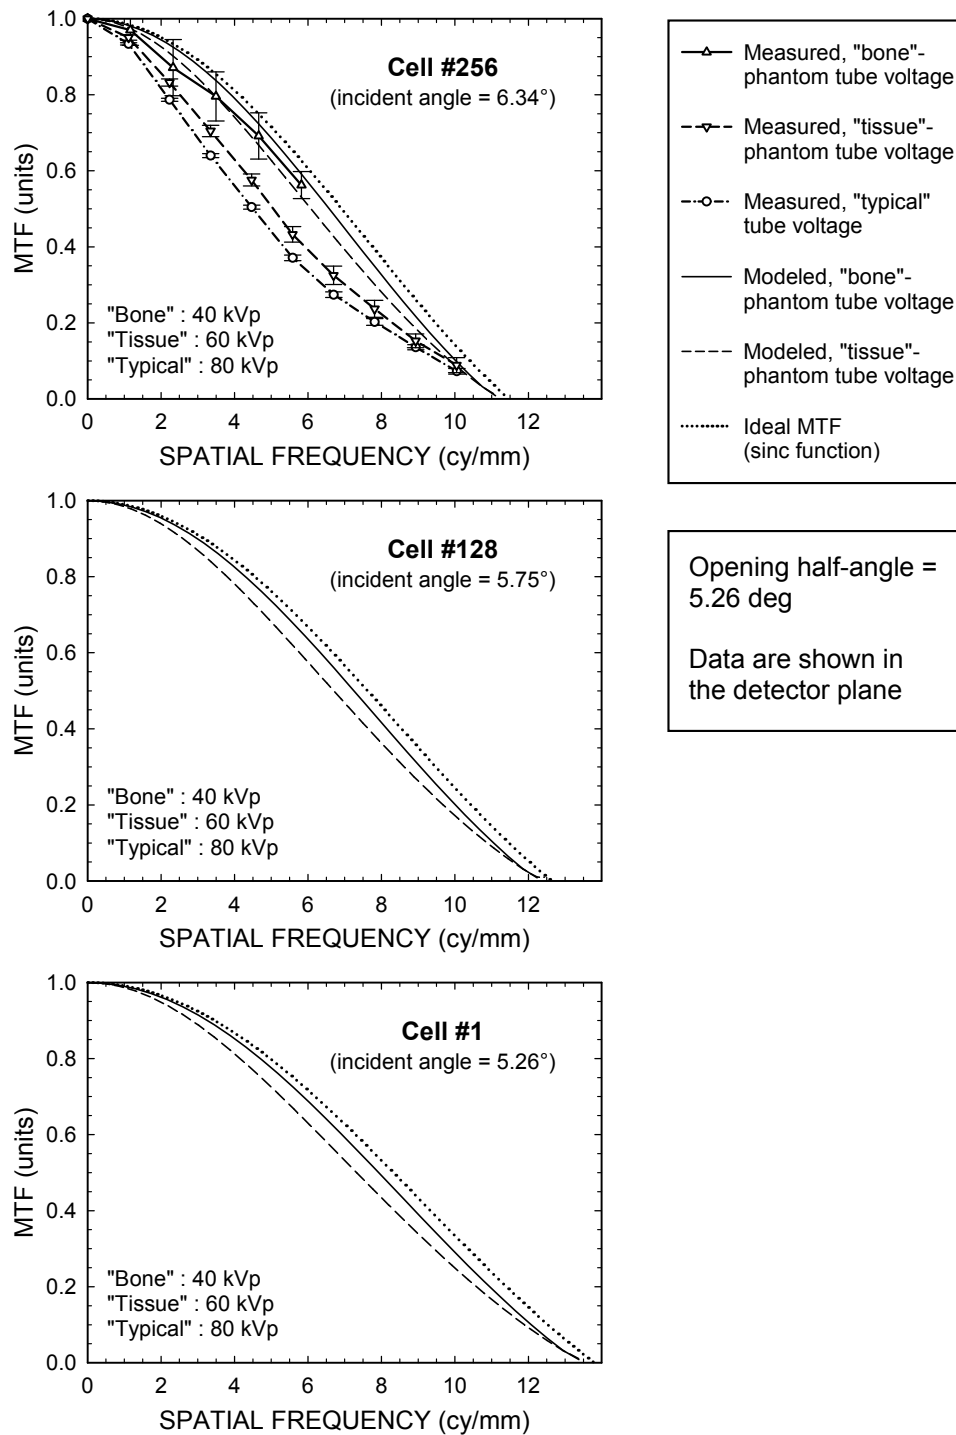 1.0
0.8
0.6
0.4
0.2
0.0
MTF (units)
Cell #256
(incident angle = 6.34°)
"Bone" : 40 kVp
"Tissue" : 60 kVp
"Typical" : 80 kVp
0 2 4 6 8 10 12
SPATIAL FREQUENCY (cy/mm)
Measured, "bone"-
phantom tube voltage
Measured, "tissue"-
phantom tube voltage
Measured, "typical"
tube voltage
Modeled, "bone"-
phantom tube voltage
Modeled, "tissue"-
phantom tube voltage
Ideal MTF
(sinc function)
1.0
0.8
0.6
0.4
0.2
0.0
MTF (units)
Cell #128
(incident angle = 5.75°)
"Bone" : 40 kVp
"Tissue" : 60 kVp
"Typical" : 80 kVp
0 2 4 6 8 10 12
SPATIAL FREQUENCY (cy/mm)
Opening half-angle =
5.26 deg
Data are shown in
the detector plane
1.0
0.8
0.6
0.4
0.2
0.0
MTF (units)
Cell #1
(incident angle = 5.26°)
"Bone" : 40 kVp
"Tissue" : 60 kVp
"Typical" : 80 kVp
0 2 4 6 8 10 12
SPATIAL FREQUENCY (cy/mm)